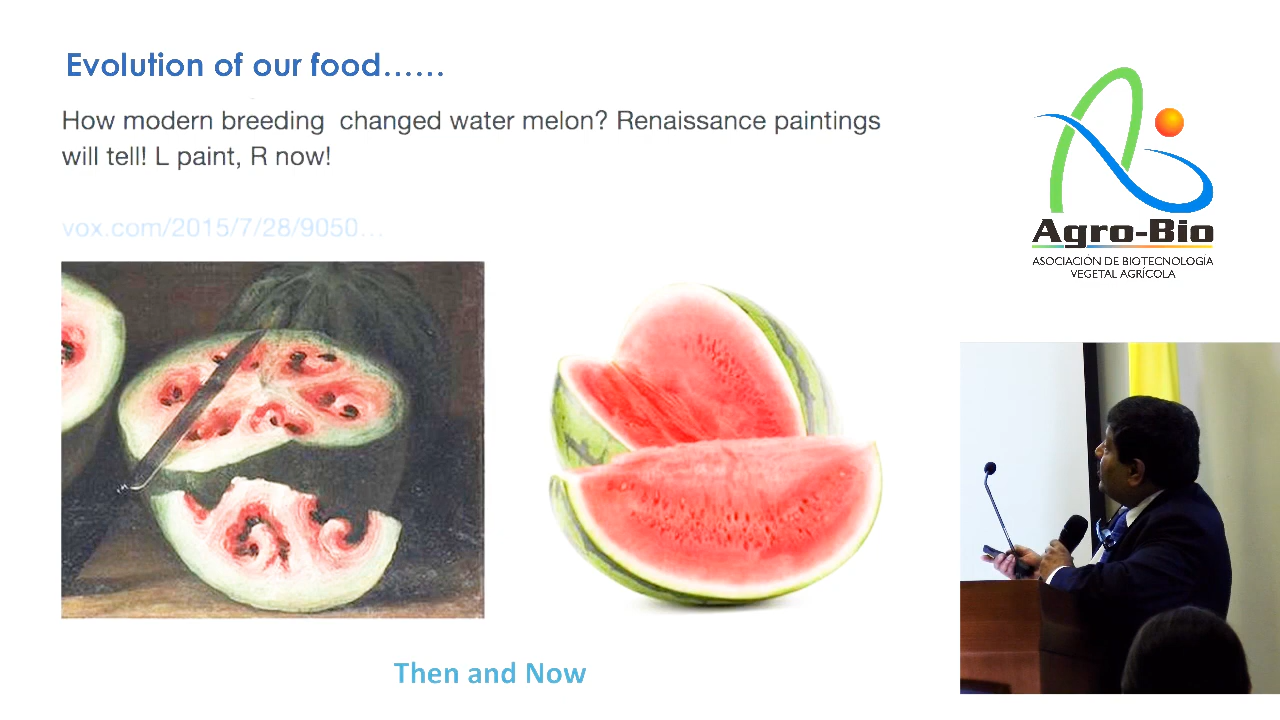 Evolution of our food......
How modern breeding changed water melon? Renaissance paintings
will tell! L paint, R now!
vox.com/2015/7/28/9050...
Agro-Bio
ASOCIACIÓN DE BIOTECNOLOGÍA
VEGETAL AGRÍCOLA
Then and Now